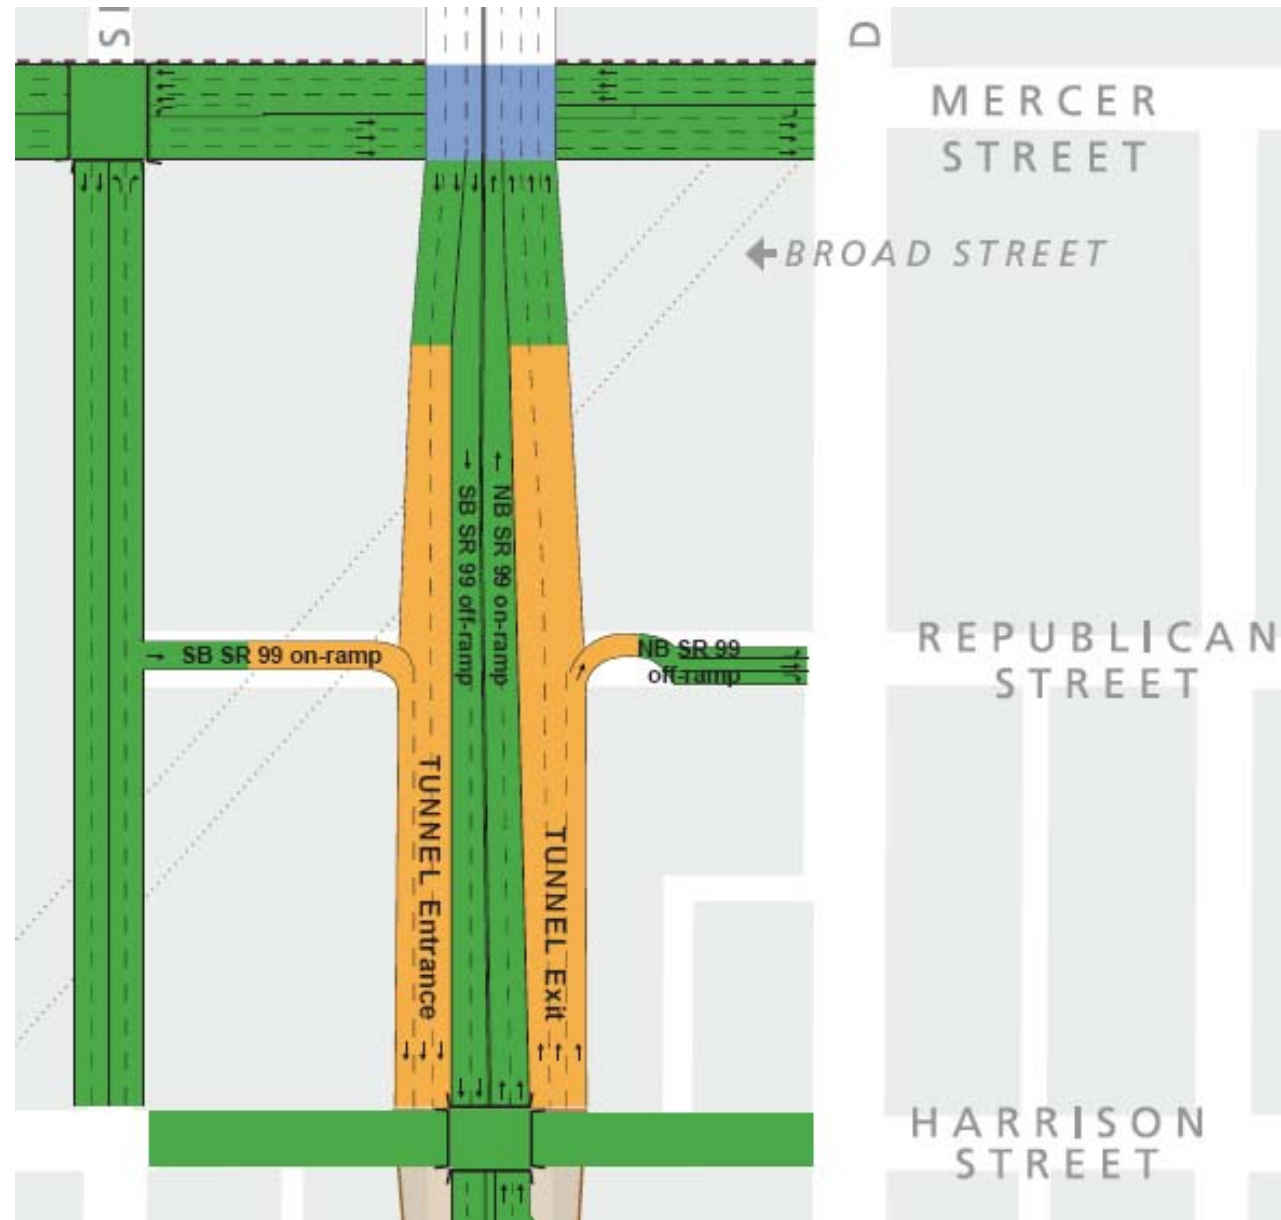 MERCER
STREET
BROAD STREET
SB SR 99 off-ramp
NB SR 99 on-ramp
REPUBLICAN
STREET
SB SR 99 on-ramp
NB SR 99
off-ramp
TUNNEL Entrance
TUNNEL Exit
HARRISON
STREET